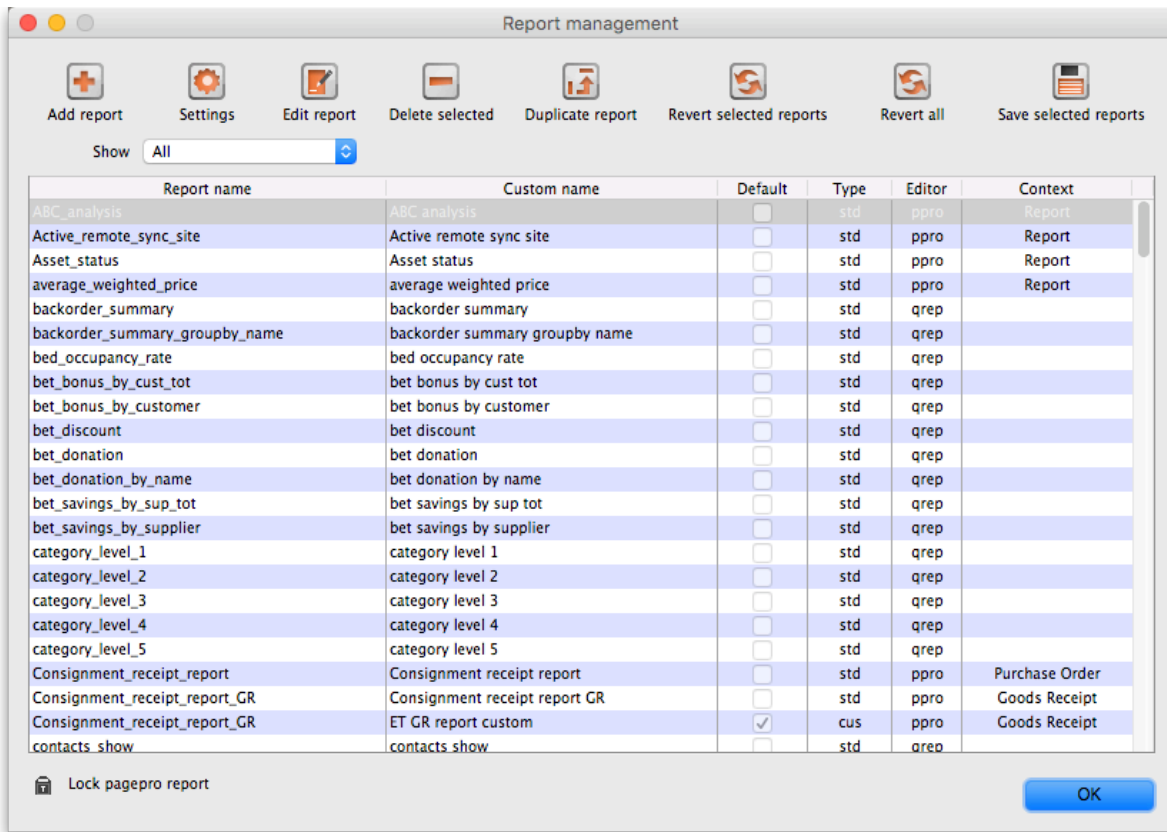 Report management
Add report Settings Edit report Delete selected Duplicate report Revert selected reports Revert all Save selected reports
Show All
Report name Custom name Default Type Editor Context
ABC_analysis ABC analysis std ppro Report
Active_remote_sync_site Active remote sync site std ppro Report
Asset_status Asset status std ppro Report
average_weighted_price average weighted price std ppro Report
backorder_summary backorder summary std qrep
backorder_summary_groupby_name backorder summary groupby name std qrep
bed_occupancy_rate bed occupancy rate std qrep
bet_bonus_by_cust_tot bet bonus by cust tot std qrep
bet_bonus_by_customer bet bonus by customer std qrep
bet_discount bet discount std qrep
bet_donation bet donation std qrep
bet_donation_by_name bet donation by name std qrep
bet_savings_by_sup_tot bet savings by sup tot std qrep
bet_savings_by_supplier bet savings by supplier std qrep
category_level_1 category level 1 std qrep
category_level_2 category level 2 std qrep
category_level_3 category level 3 std qrep
category_level_4 category level 4 std qrep
category_level_5 category level 5 std qrep
Consignment_receipt_report Consignment receipt report std ppro Purchase Order
Consignment_receipt_report_GR Consignment receipt report GR std ppro Goods Receipt
Consignment_receipt_report_GR ET GR report custom cus ppro Goods Receipt
contacts_show contacts show std qrep
Lock pagepro report
OK